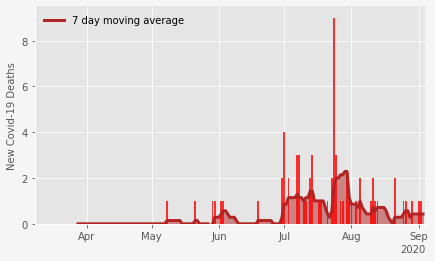 7 day moving average
New Covid-19 Deaths
8
6
4
2
0
Apr
May
Jun
Jul
Aug
Sep
2020